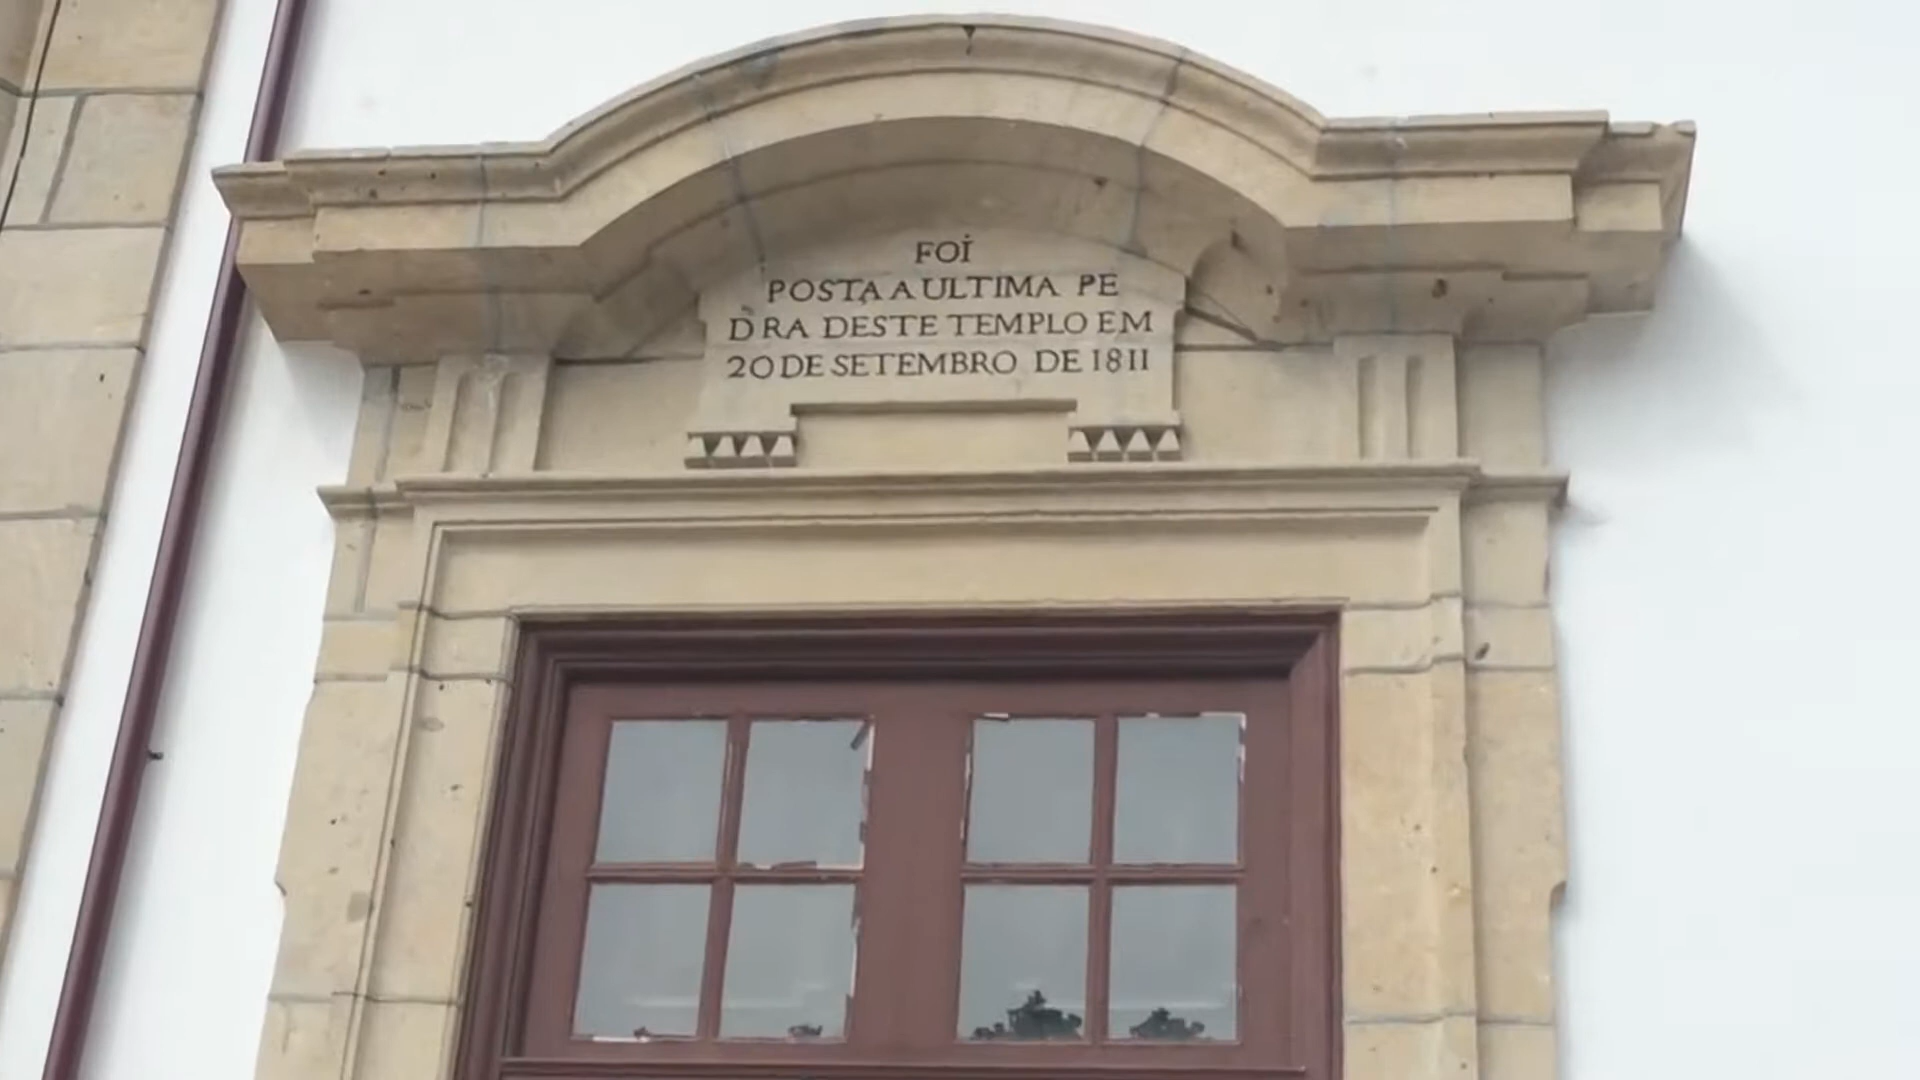 FOI
POSTA A ULTIMA PE
DRA DESTE TEMPLO EM
20 DE SETEMBRO DE 1811